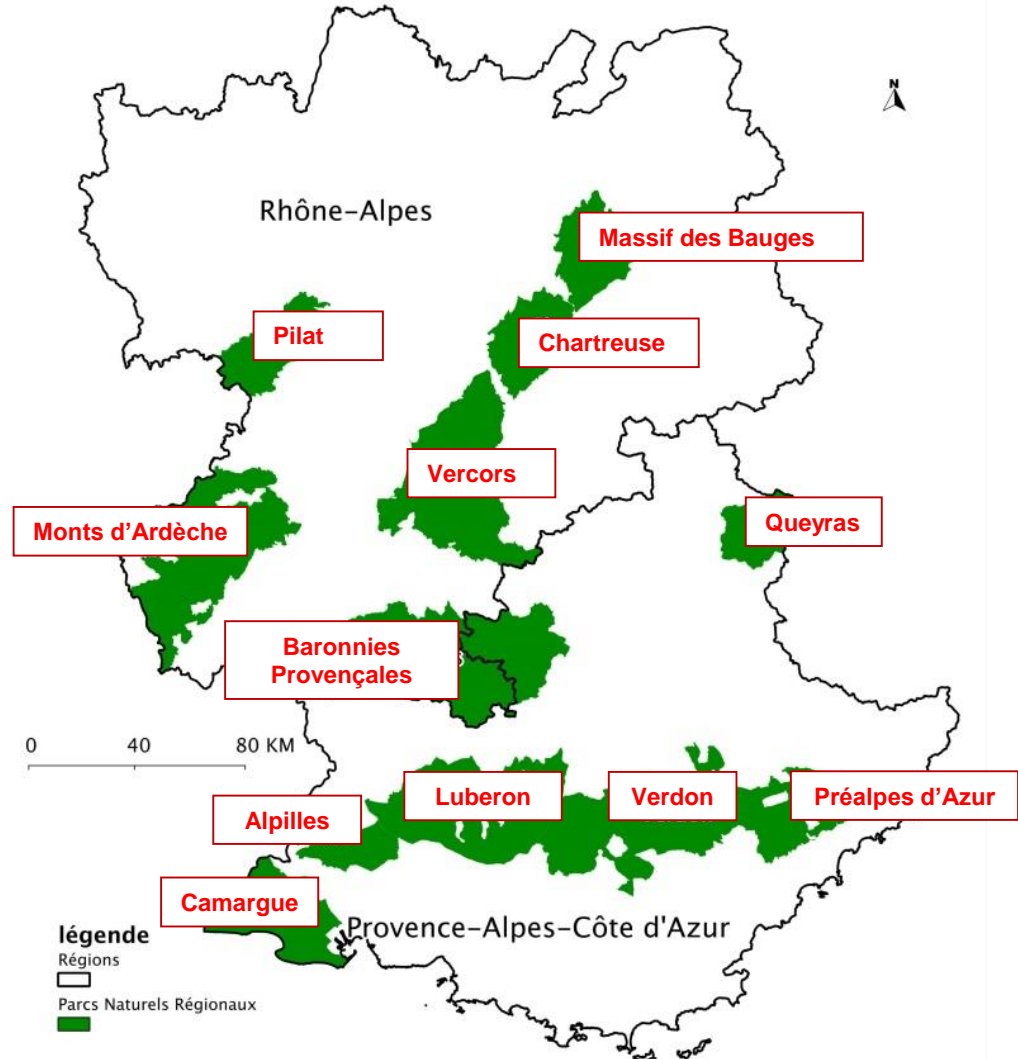 N
Rhône-Alpes
Massif des Bauges
Pilat
Chartreuse
Vercors
Monts d'Ardèche
Queyras
Baronnies
Provençales
0 40 80 KM
Luberon
Verdon
Préalpes d'Azur
Alpilles
Camargue
Provence-Alpes-Côte d'Azur
légende
Régions
Parcs Naturels Régionaux